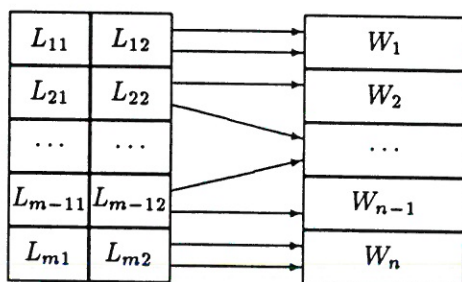 L₁₁ L₁₂ W₁
L₂₁ L₂₂ W₂
... ... ...
Lₘ₋₁₁ Lₘ₋₁₂ Wₙ₋₁
Lₘ₁ Lₘ₂ Wₙ